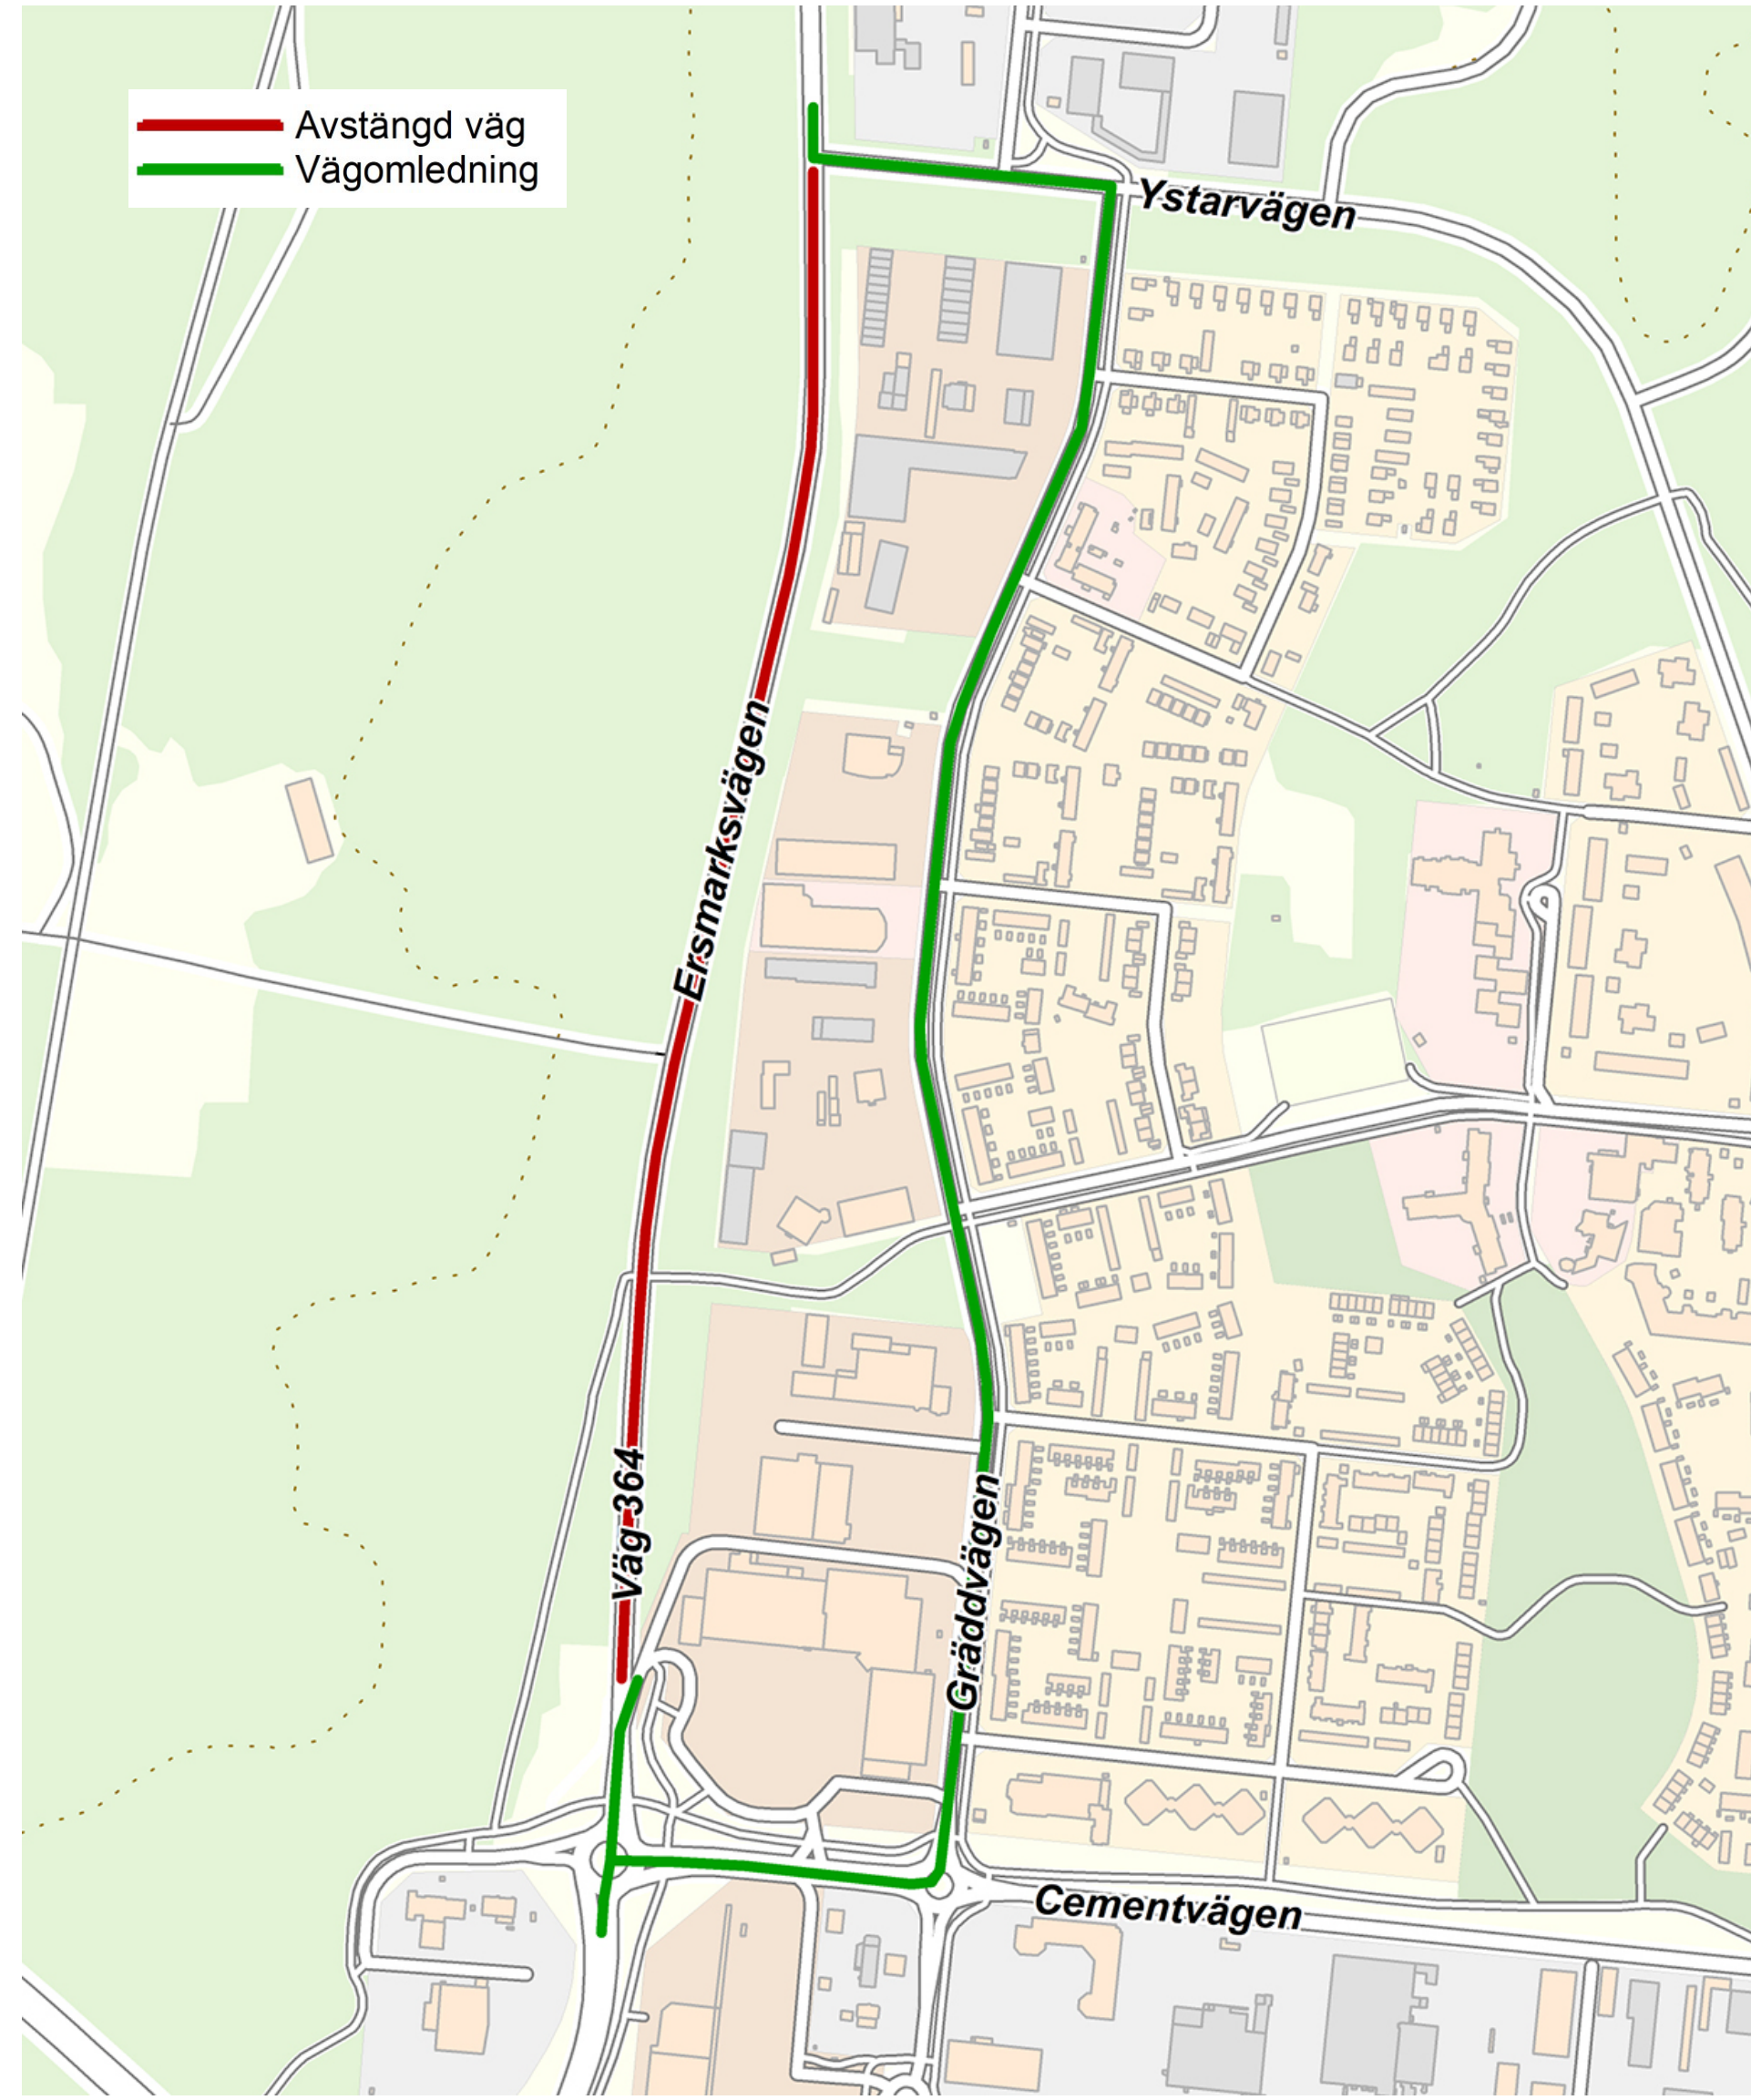 Avstängd väg
Vägomledning
Ystarvägen
Ersmarksvägen
Väg 364
Gräddvägen
Cementvägen